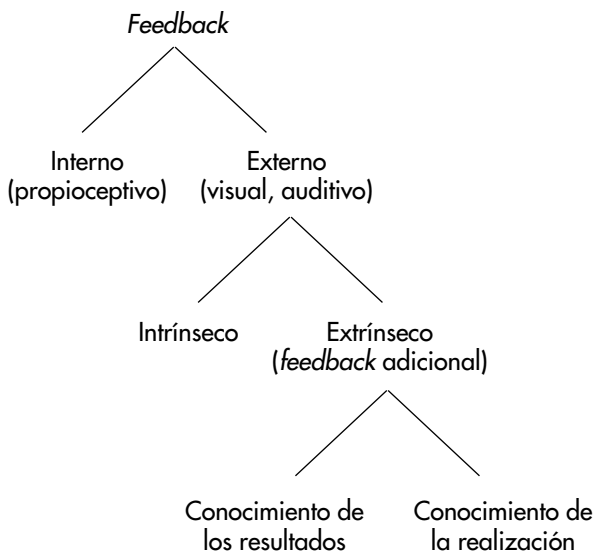 Feedback
Interno
(propioceptivo)
Externo
(visual, auditivo)
Intrínseco
Extrínseco
(feedback adicional)
Conocimiento de
los resultados
Conocimiento de
la realización